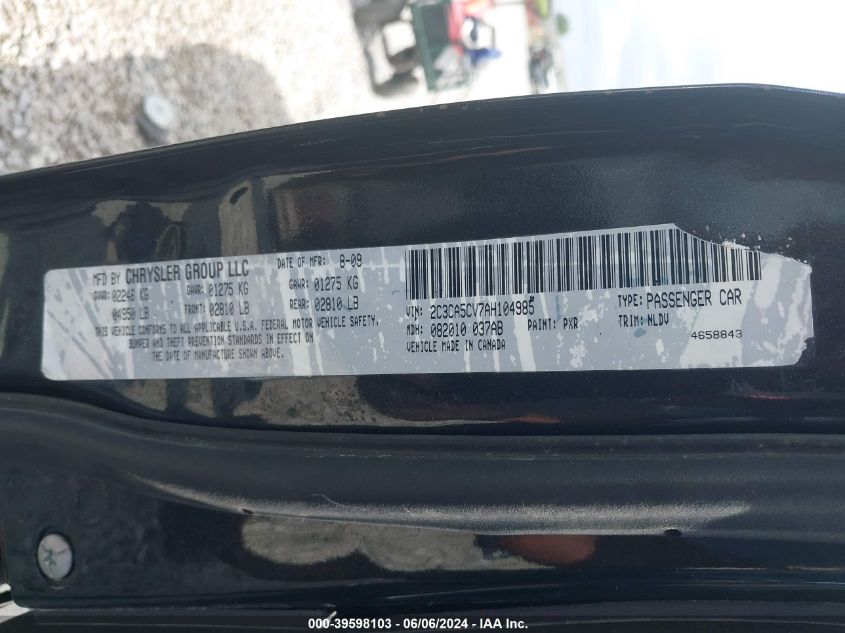 MFD BY CHRYSLER GROUP LLC DATE OF MFR: 8-09
GVWR: 02246 KG GAWR: 01275 KG GAWR: 01275 KG
04950 LB FRONT: 02810 LB REAR: 02810 LB
THIS VEHICLE CONFORMS TO ALL APPLICABLE U.S.A. FEDERAL MOTOR VEHICLE SAFETY,
BUMPER AND THEFT PREVENTION STANDARDS IN EFFECT ON
THE DATE OF MANUFACTURE SHOWN ABOVE.
VIN: 2C3CA5CV7AH104985 TYPE: PASSENGER CAR
MDH: 082010 037AB PAINT: PKR TRIM: NLDV
VEHICLE MADE IN CANADA 4658843
000-39598103 - 06/06/2024 - IAA Inc.